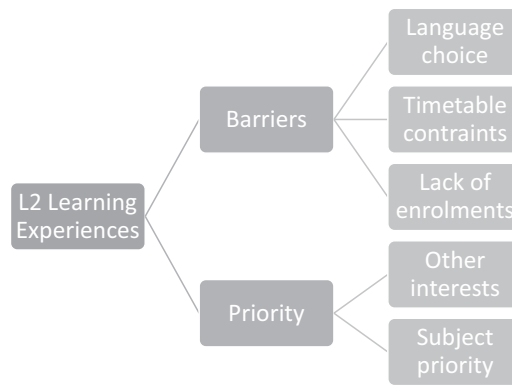 L2 Learning
Experiences
Barriers
Language
choice
Timetable
contraints
Lack of
enrolments
Priority
Other
interests
Subject
priority